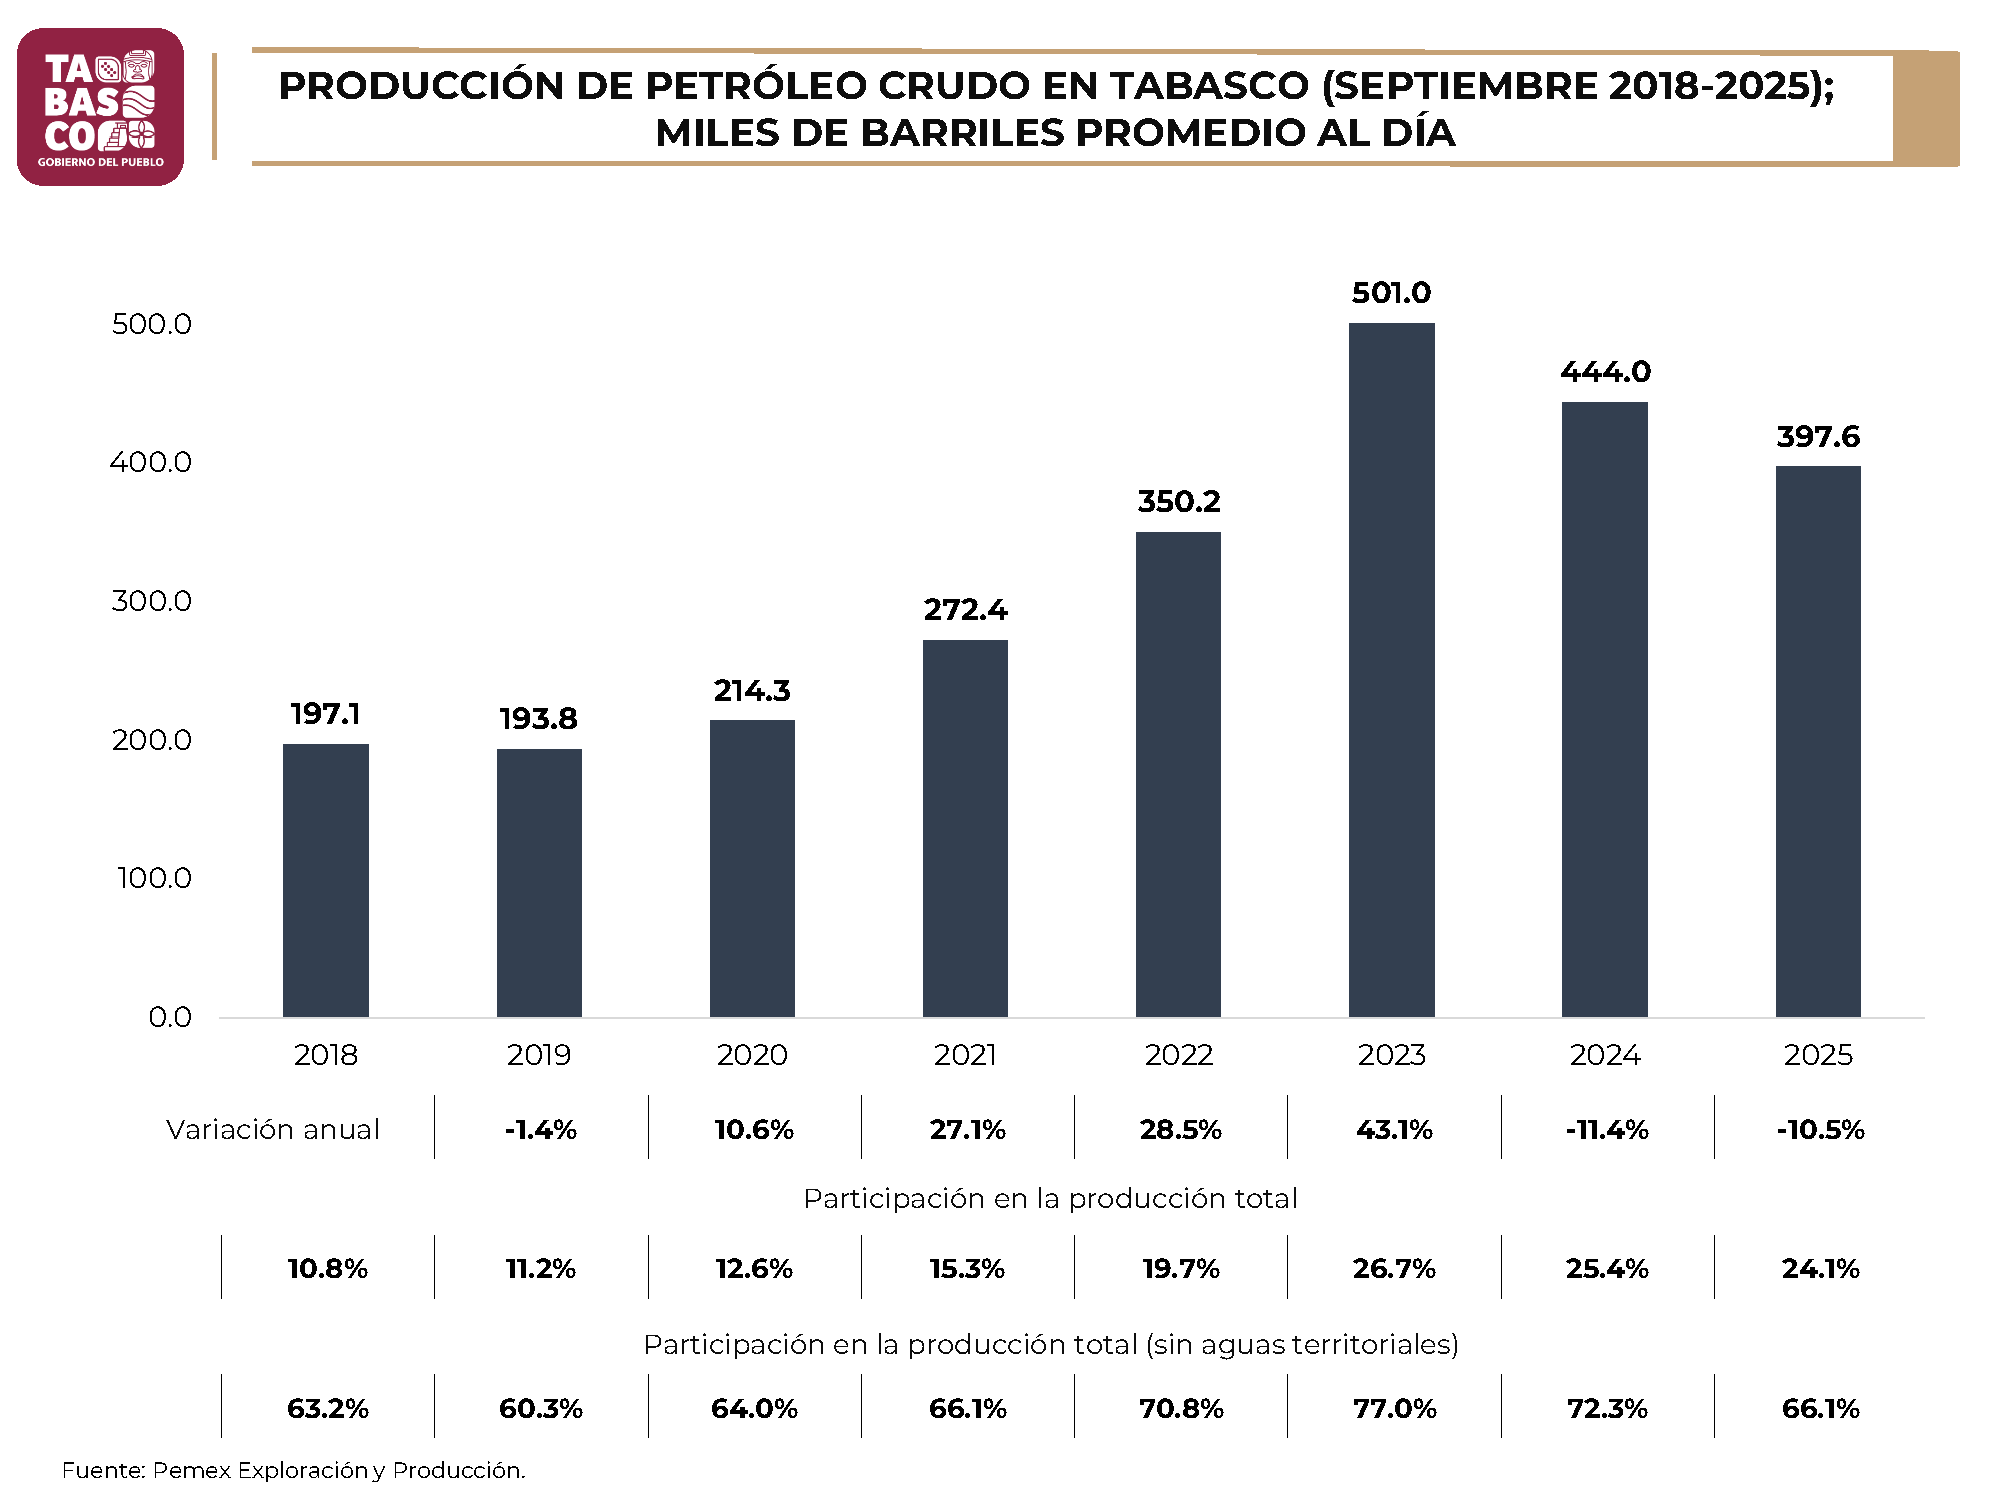 TA
BAS
CO
GOBIERNO DEL PUEBLO
PRODUCCIÓN DE PETRÓLEO CRUDO EN TABASCO (SEPTIEMBRE 2018-2025);
MILES DE BARRILES PROMEDIO AL DÍA
500.0
400.0
300.0
200.0
100.0
0.0
197.1
193.8
214.3
272.4
350.2
501.0
444.0
397.6
2018 2019 2020 2021 2022 2023 2024 2025
Variación anual -1.4% 10.6% 27.1% 28.5% 43.1% -11.4% -10.5%
Participación en la producción total
10.8% 11.2% 12.6% 15.3% 19.7% 26.7% 25.4% 24.1%
Participación en la producción total (sin aguas territoriales)
63.2% 60.3% 64.0% 66.1% 70.8% 77.0% 72.3% 66.1%
Fuente: Pemex Exploración y Producción.